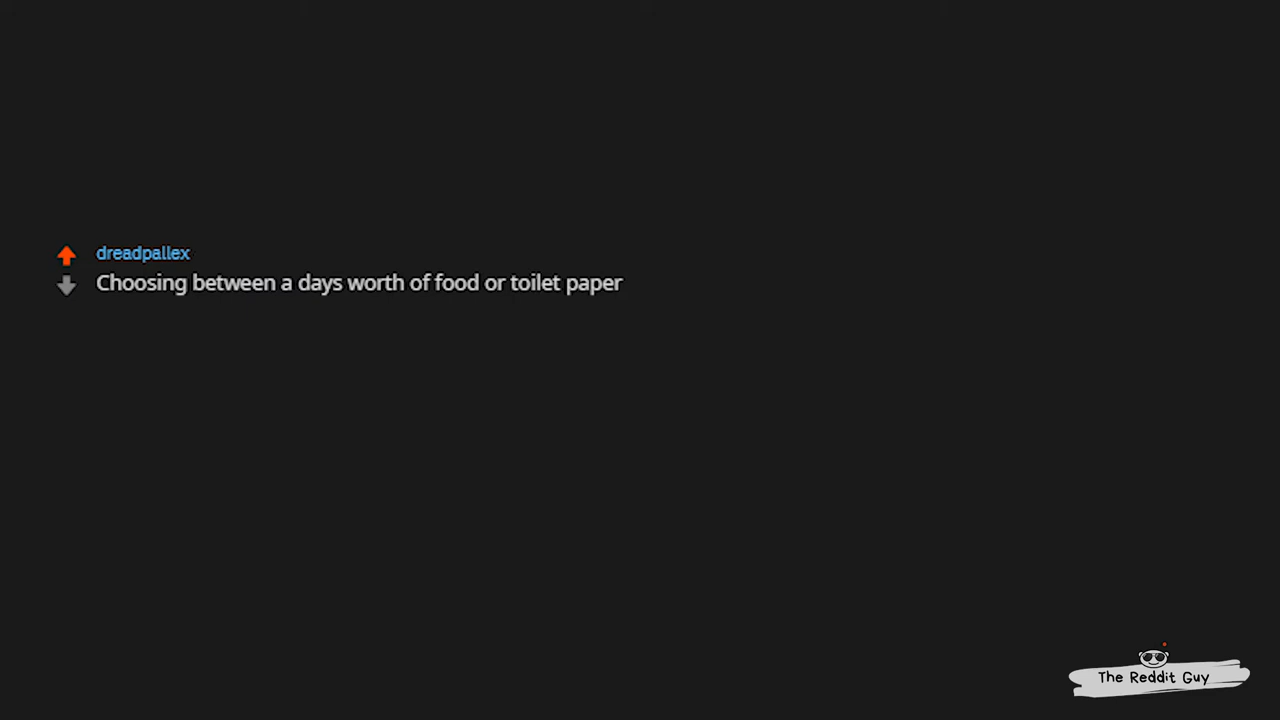 dreadpallex
Choosing between a days worth of food or toilet paper
The Reddit Guy